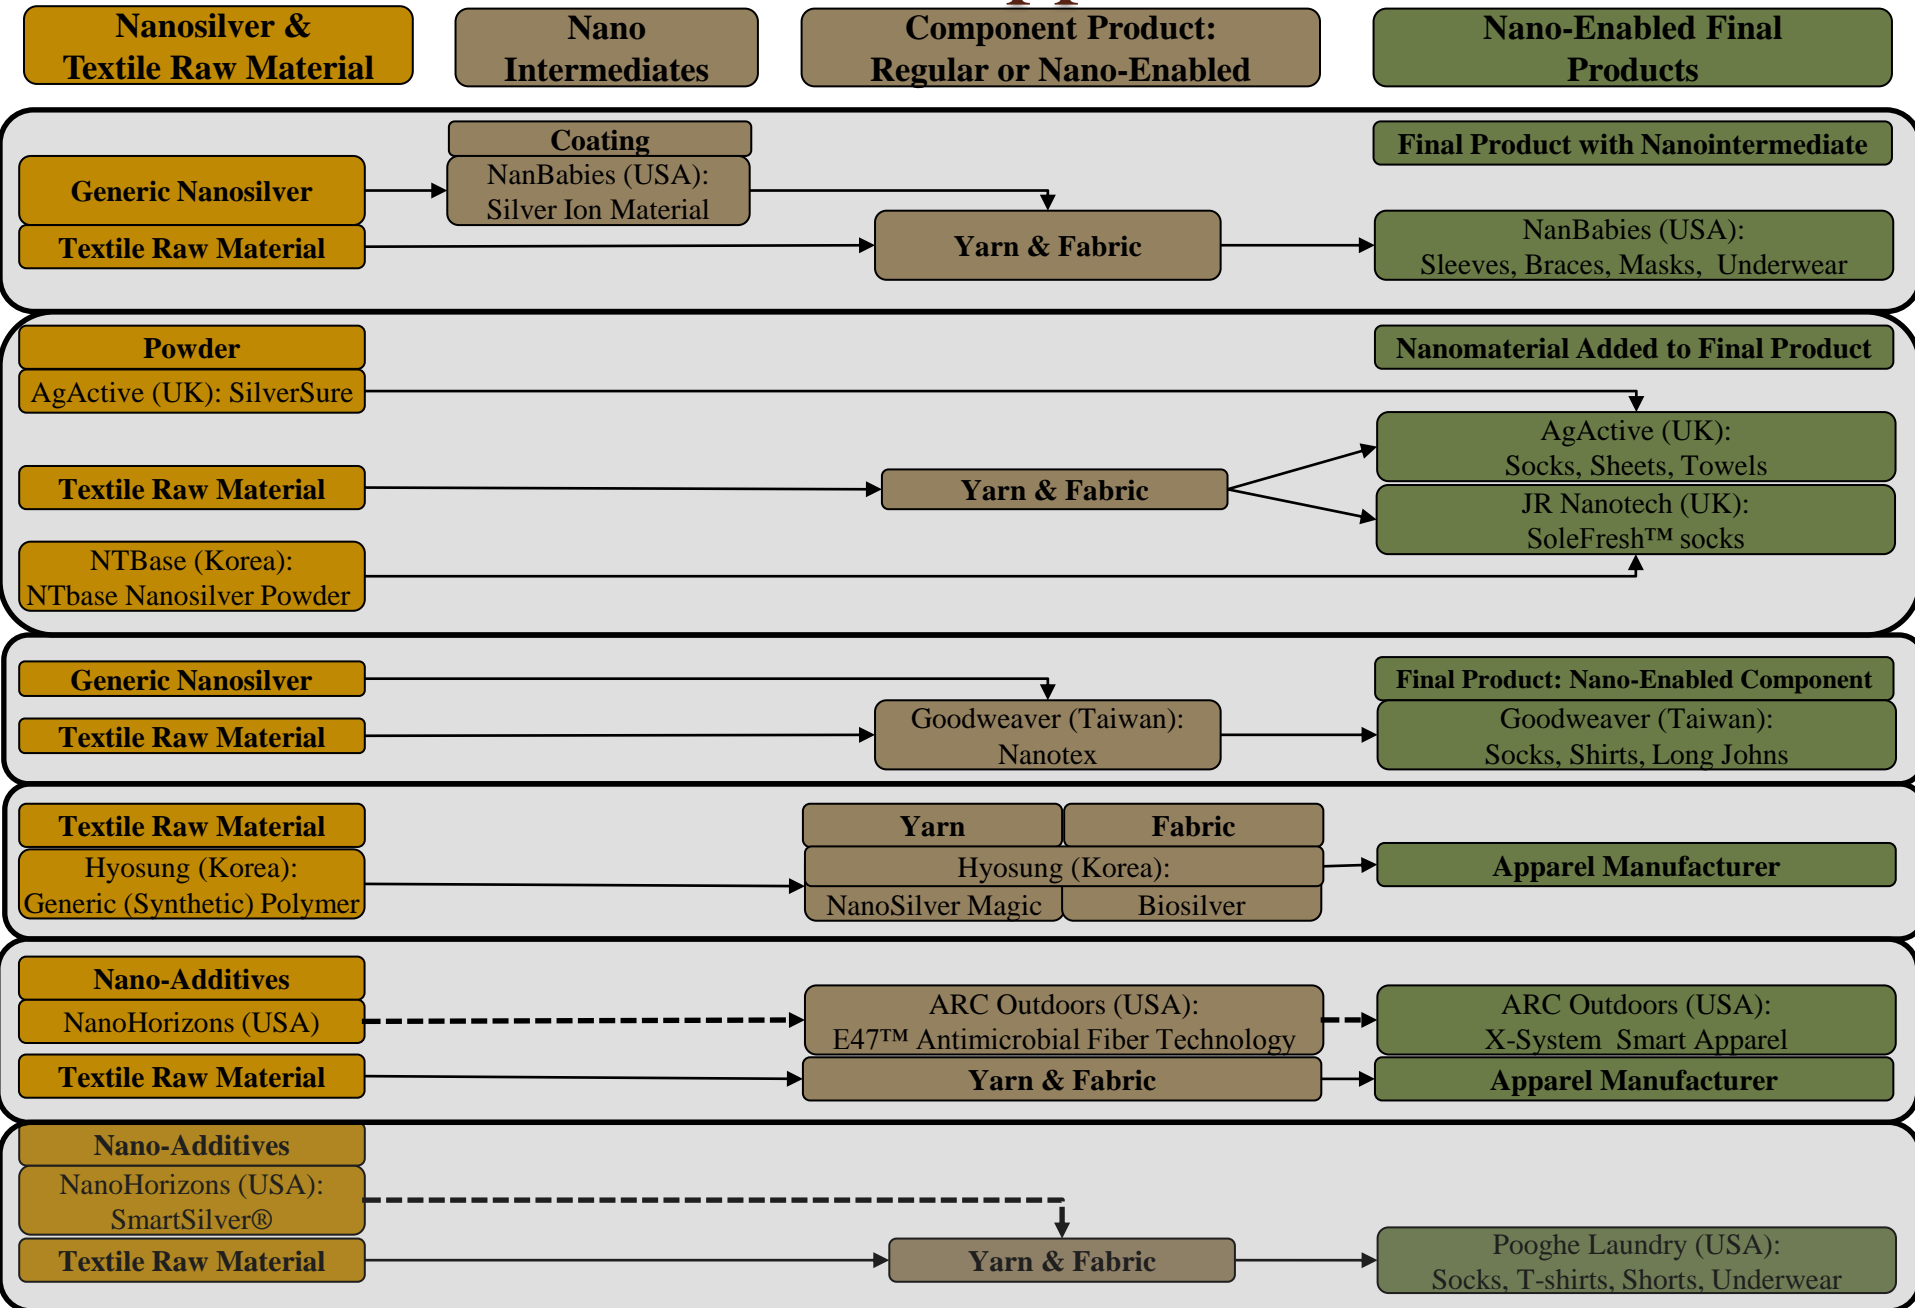 Nanosilver &
Textile Raw Material
Nano
Intermediates
Component Product:
Regular or Nano-Enabled
Nano-Enabled Final
Products
Coating
Final Product with Nanointermediate
Generic Nanosilver
NanBabies (USA):
Silver Ion Material
Textile Raw Material
Yarn & Fabric
NanBabies (USA):
Sleeves, Braces, Masks, Underwear
Powder
Nanomaterial Added to Final Product
AgActive (UK): SilverSure
AgActive (UK):
Socks, Sheets, Towels
Textile Raw Material
Yarn & Fabric
JR Nanotech (UK):
SoleFresh™ socks
NTBase (Korea):
NTbase Nanosilver Powder
Generic Nanosilver
Final Product: Nano-Enabled Component
Textile Raw Material
Goodweaver (Taiwan):
Nanotex
Goodweaver (Taiwan):
Socks, Shirts, Long Johns
Textile Raw Material
Yarn
Fabric
Hyosung (Korea):
Generic (Synthetic) Polymer
Hyosung (Korea):
NanoSilver Magic
Biosilver
Apparel Manufacturer
Nano-Additives
NanoHorizons (USA)
ARC Outdoors (USA):
E47™ Antimicrobial Fiber Technology
ARC Outdoors (USA):
X-System Smart Apparel
Textile Raw Material
Yarn & Fabric
Apparel Manufacturer
Nano-Additives
NanoHorizons (USA):
SmartSilver®
Textile Raw Material
Yarn & Fabric
Pooghe Laundry (USA):
Socks, T-shirts, Shorts, Underwear